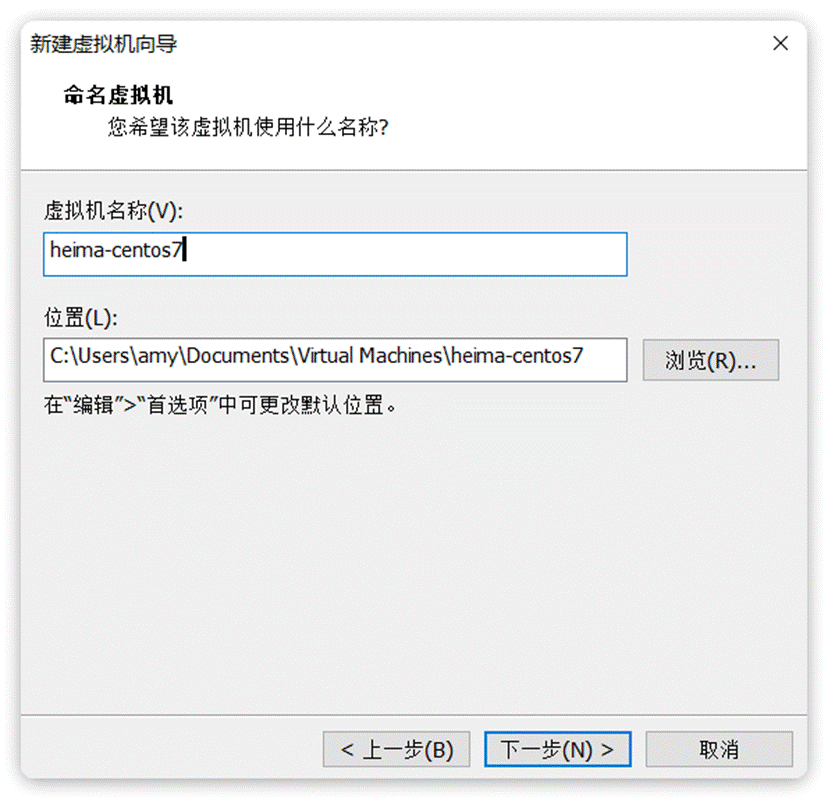 新建虚拟机向导
命名虚拟机
您希望该虚拟机使用什么名称?
虚拟机名称(V):
heima-centos7
位置(L):
C:\Users\amy\Documents\Virtual Machines\heima-centos7
浏览(R)...
在“编辑”>“首选项”中可更改默认位置。
< 上一步(B)
下一步(N) >
取消